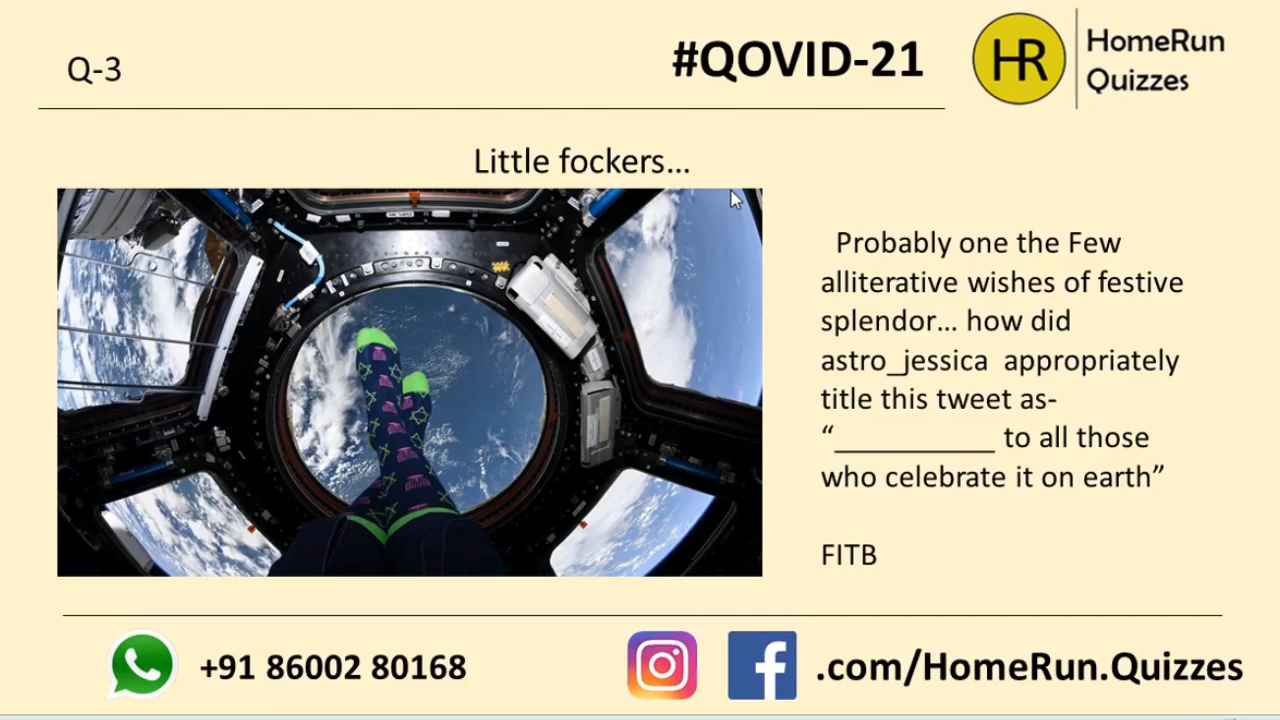 Q-3
#QOVID-21
HR
HomeRun
Quizzes
Little fockers...
Probably one the Few
alliterative wishes of festive
splendor... how did
astro_jessica appropriately
title this tweet as-
“__________ to all those
who celebrate it on earth”
FITB
+91 86002 80168
.com/HomeRun.Quizzes